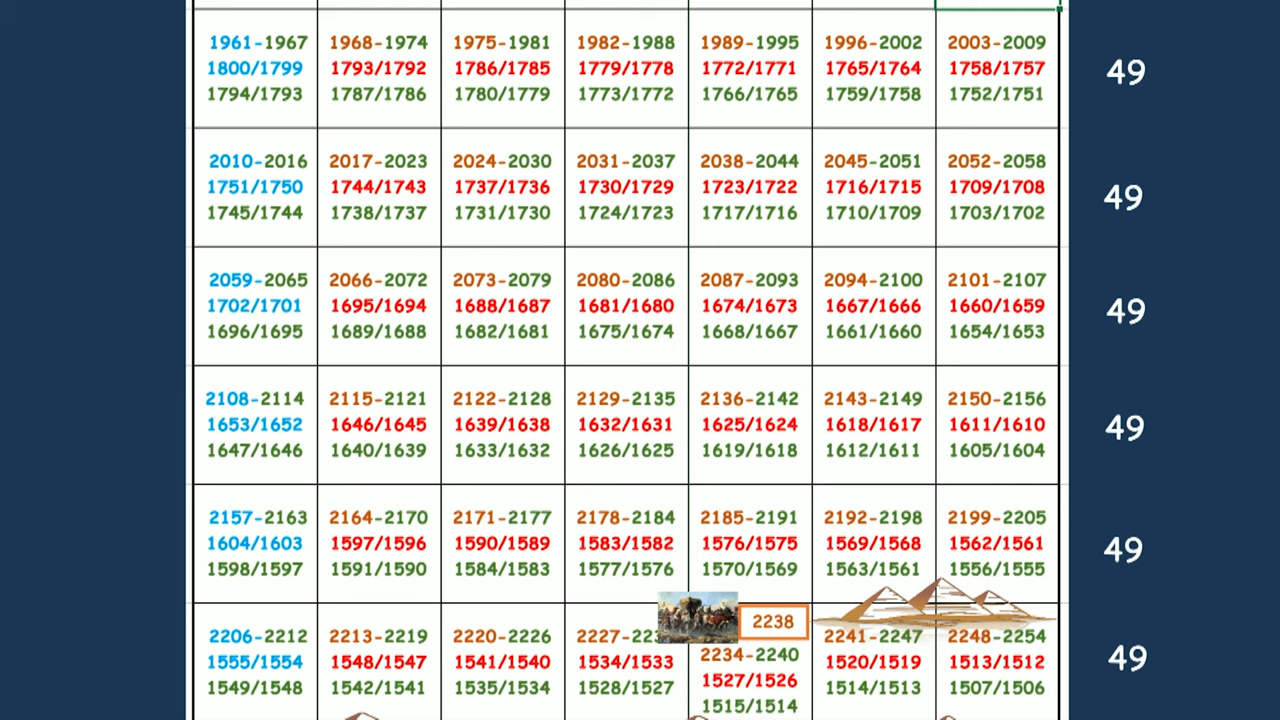 1961-1967 1968-1974 1975-1981 1982-1988 1989-1995 1996-2002 2003-2009
1800/1799 1793/1792 1786/1785 1779/1778 1772/1771 1765/1764 1758/1757 49
1794/1793 1787/1786 1780/1779 1773/1772 1766/1765 1759/1758 1752/1751
2010-2016 2017-2023 2024-2030 2031-2037 2038-2044 2045-2051 2052-2058
1751/1750 1744/1743 1737/1736 1730/1729 1723/1722 1716/1715 1709/1708 49
1745/1744 1738/1737 1731/1730 1724/1723 1717/1716 1710/1709 1703/1702
2059-2065 2066-2072 2073-2079 2080-2086 2087-2093 2094-2100 2101-2107
1702/1701 1695/1694 1688/1687 1681/1680 1674/1673 1667/1666 1660/1659 49
1696/1695 1689/1688 1682/1681 1675/1674 1668/1667 1661/1660 1654/1653
2108-2114 2115-2121 2122-2128 2129-2135 2136-2142 2143-2149 2150-2156
1653/1652 1646/1645 1639/1638 1632/1631 1625/1624 1618/1617 1611/1610 49
1647/1646 1640/1639 1633/1632 1626/1625 1619/1618 1612/1611 1605/1604
2157-2163 2164-2170 2171-2177 2178-2184 2185-2191 2192-2198 2199-2205
1604/1603 1597/1596 1590/1589 1583/1582 1576/1575 1569/1568 1562/1561 49
1598/1597 1591/1590 1584/1583 1577/1576 1570/1569 1563/1561 1556/1555
2238
2206-2212 2213-2219 2220-2226 2227- 2241-2247 2248-2254
2234-2240
1555/1554 1548/1547 1541/1540 1534/1533 1520/1519 1513/1512 49
1527/1526
1549/1548 1542/1541 1535/1534 1528/1527 1514/1513 1507/1506
1515/1514